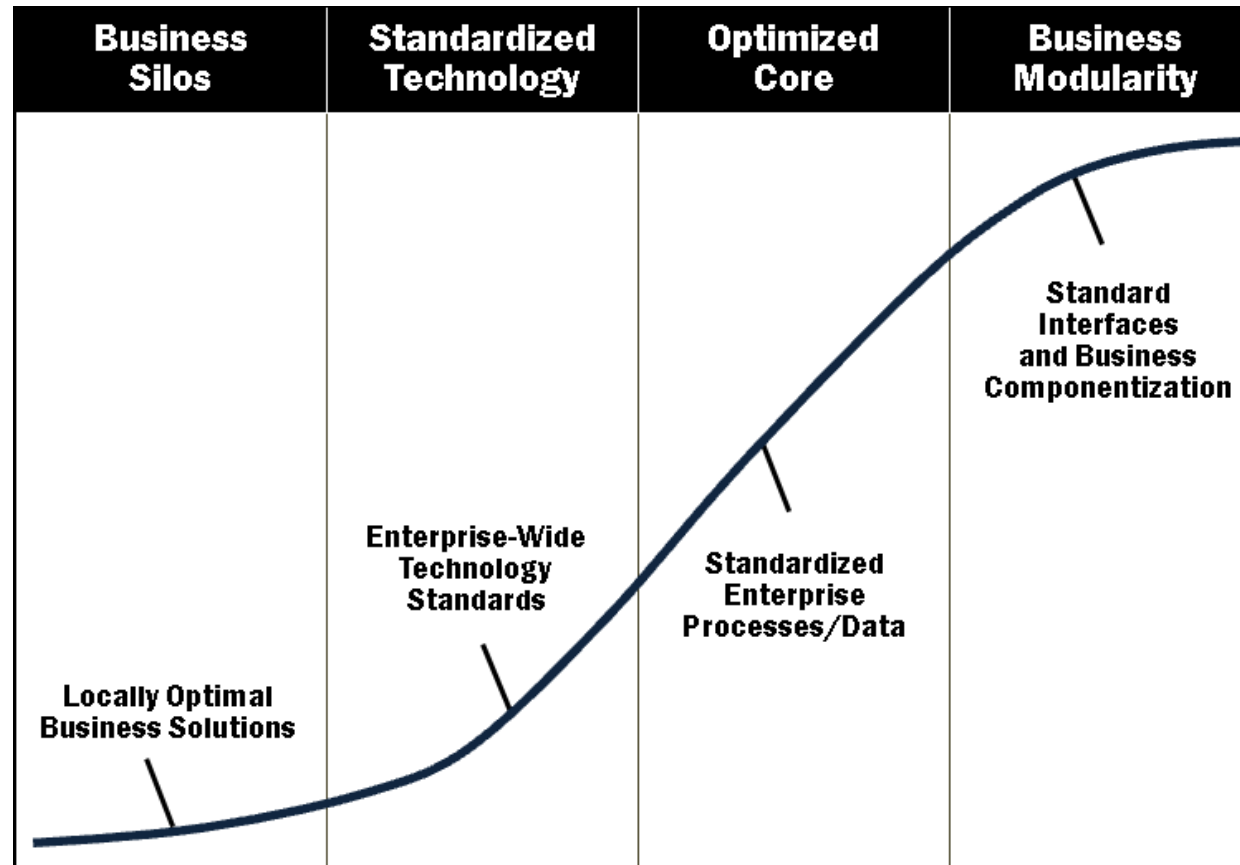 Business
Silos
Standardized
Technology
Optimized
Core
Business
Modularity
Locally Optimal
Business Solutions
Enterprise-Wide
Technology
Standards
Standardized
Enterprise
Processes/Data
Standard
Interfaces
and Business
Componentization